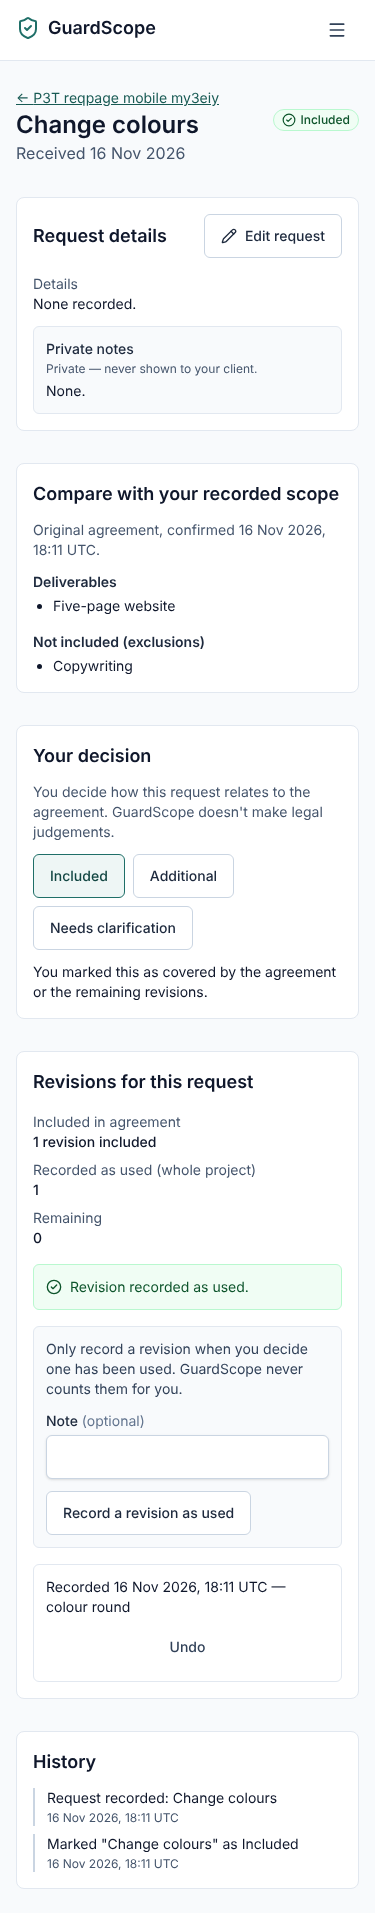 GuardScope
← P3T reqpage mobile my3eiy
Change colours
Included
Received 16 Nov 2026
Request details
Edit request
Details
None recorded.
Private notes
Private — never shown to your client.
None.
Compare with your recorded scope
Original agreement, confirmed 16 Nov 2026,
18:11 UTC.
Deliverables
• Five-page website
Not included (exclusions)
• Copywriting
Your decision
You decide how this request relates to the
agreement. GuardScope doesn't make legal
judgements.
Included
Additional
Needs clarification
You marked this as covered by the agreement
or the remaining revisions.
Revisions for this request
Included in agreement
1 revision included
Recorded as used (whole project)
1
Remaining
0
Revision recorded as used.
Only record a revision when you decide
one has been used. GuardScope never
counts them for you.
Note (optional)
Record a revision as used
Recorded 16 Nov 2026, 18:11 UTC —
colour round
Undo
History
Request recorded: Change colours
16 Nov 2026, 18:11 UTC
Marked "Change colours" as Included
16 Nov 2026, 18:11 UTC